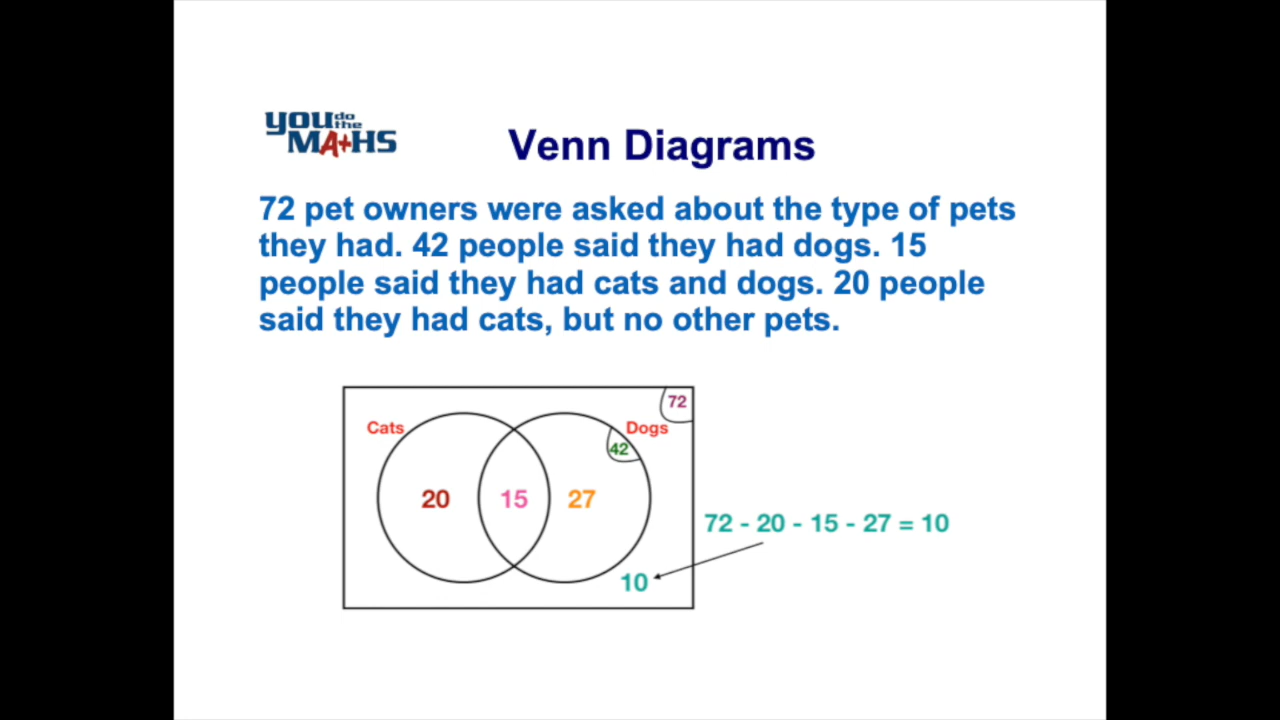 you do the MA+HS
Venn Diagrams
72 pet owners were asked about the type of pets
they had. 42 people said they had dogs. 15
people said they had cats and dogs. 20 people
said they had cats, but no other pets.
72
Cats
Dogs
42
20
15
27
72 - 20 - 15 - 27 = 10
10